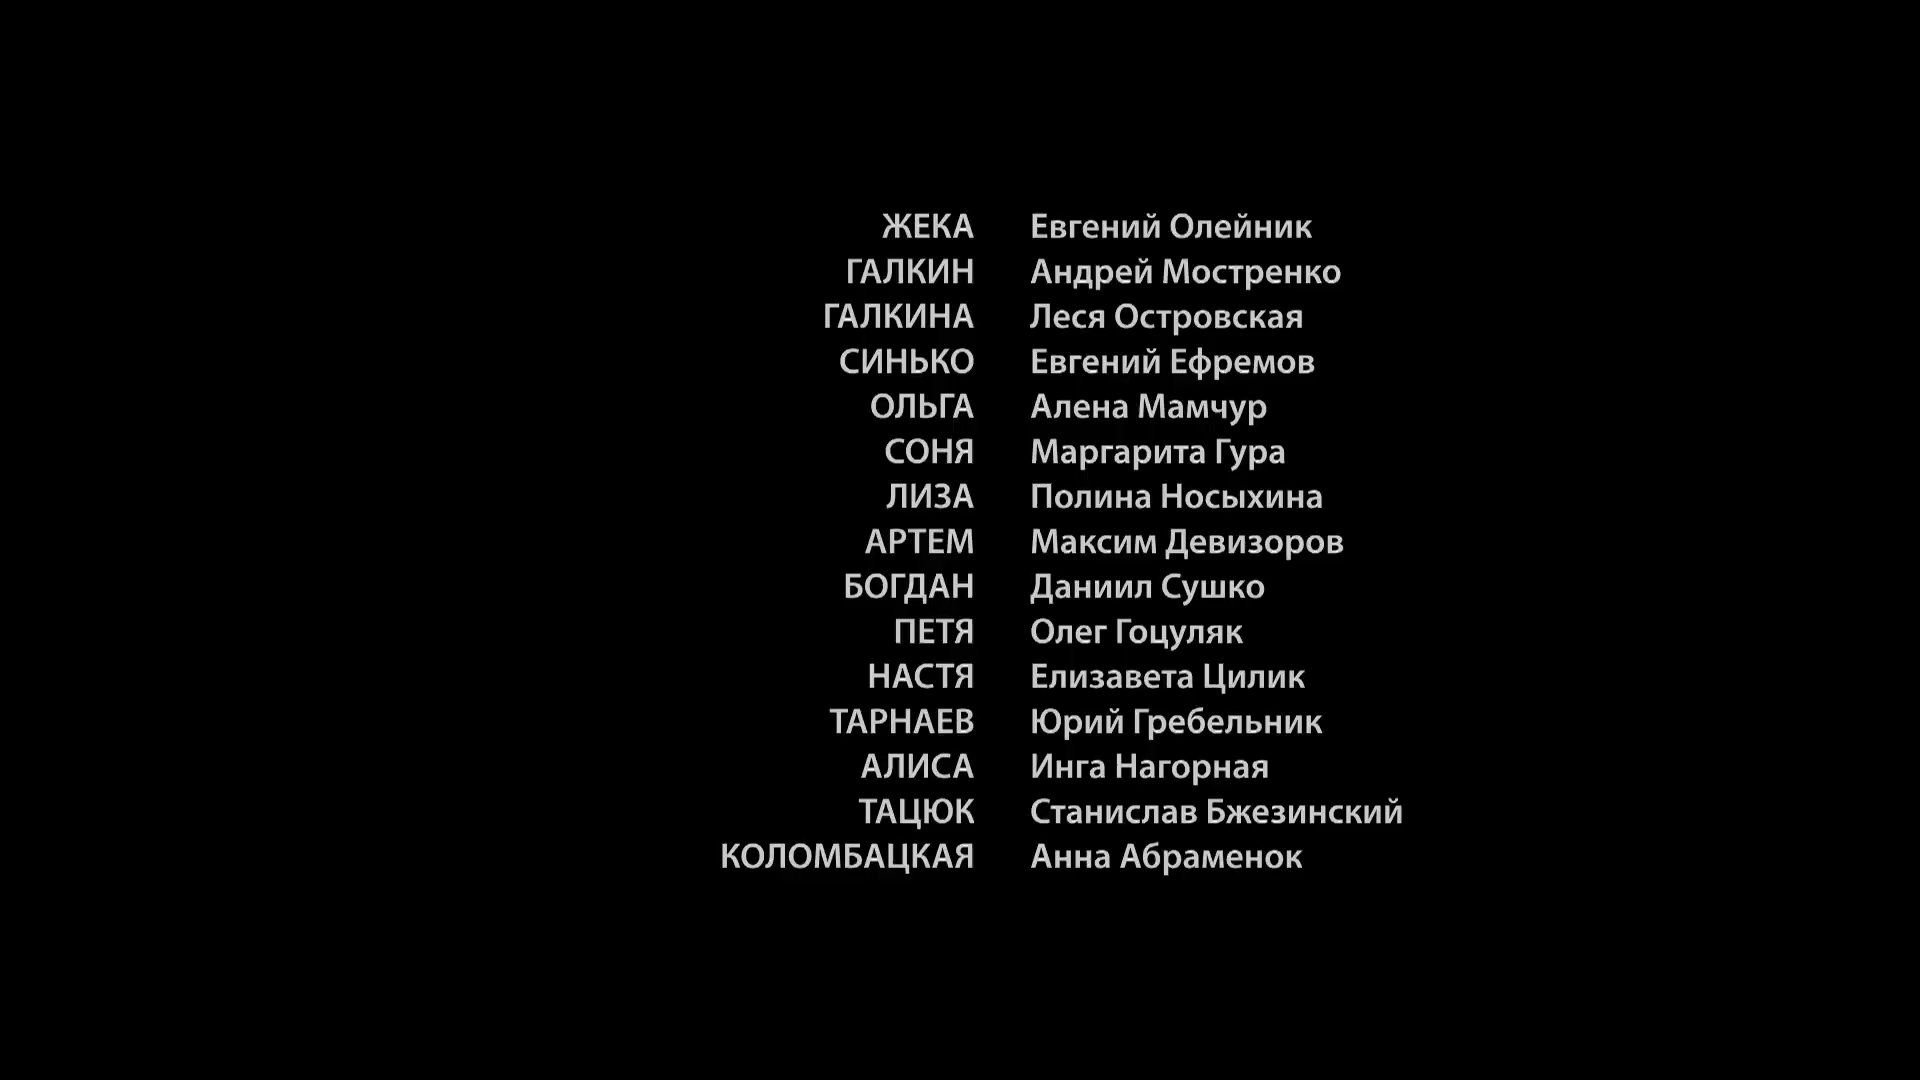 ЖЕКА Евгений Олейник
ГАЛКИН Андрей Мостренко
ГАЛКИНА Леся Островская
СИНЬКО Евгений Ефремов
ОЛЬГА Алена Мамчур
СОНЯ Маргарита Гура
ЛИЗА Полина Носыхина
АРТЕМ Максим Девизоров
БОГДАН Даниил Сушко
ПЕТЯ Олег Гоцуляк
НАСТЯ Елизавета Цилик
ТАРНАЕВ Юрий Гребельник
АЛИСА Инга Нагорная
ТАЦЮК Станислав Бжезинский
КОЛОМБАЦКАЯ Анна Абраменок